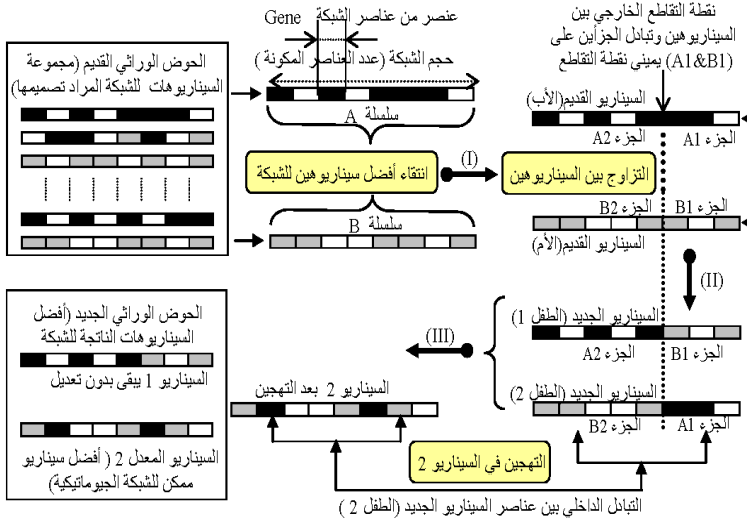 نقطة التقاطع الخارجي بين
السيناريوهين وتبادل الجزأين على
يميني نقطة التقاطع (A1&B1)
عنصر من عناصر الشبكة
Gene
حجم الشبكة (عدد العناصر المكونة )
الحوض الوراثي القديم (مجموعة
السيناريوهات للشبكة المراد تصميمها)
سلسلة A
السيناريو القديم(الأب)
الجزء A1
الجزء A2
انتقاء أفضل سيناريوهين للشبكة
(I)
التزاوج بين السيناريوهين
سلسلة B
الجزء B1
الجزء B2
السيناريو القديم(الأم)
(II)
السيناريو الجديد (الطفل 1)
الجزء B1
الجزء A2
(III)
الحوض الوراثي الجديد (أفضل
السيناريوهات الناتجة للشبكة
السيناريو 1 يبقى بدون تعديل
السيناريو المعدل 2 ( أفضل سيناريو
ممكن للشبكة الجيوماتيكية)
السيناريو 2 بعد التهجين
السيناريو الجديد (الطفل 2)
الجزء A1
الجزء B2
التهجين في السيناريو 2
التبادل الداخلي بين عناصر السيناريو الجديد (الطفل 2 )